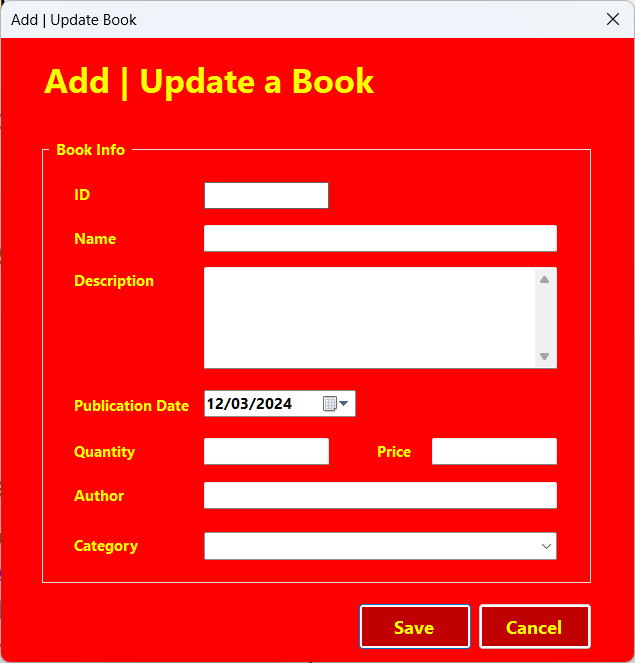 Add | Update Book
Add | Update a Book
Book Info
ID
Name
Description
Publication Date 12/03/2024
Quantity Price
Author
Category
Save Cancel